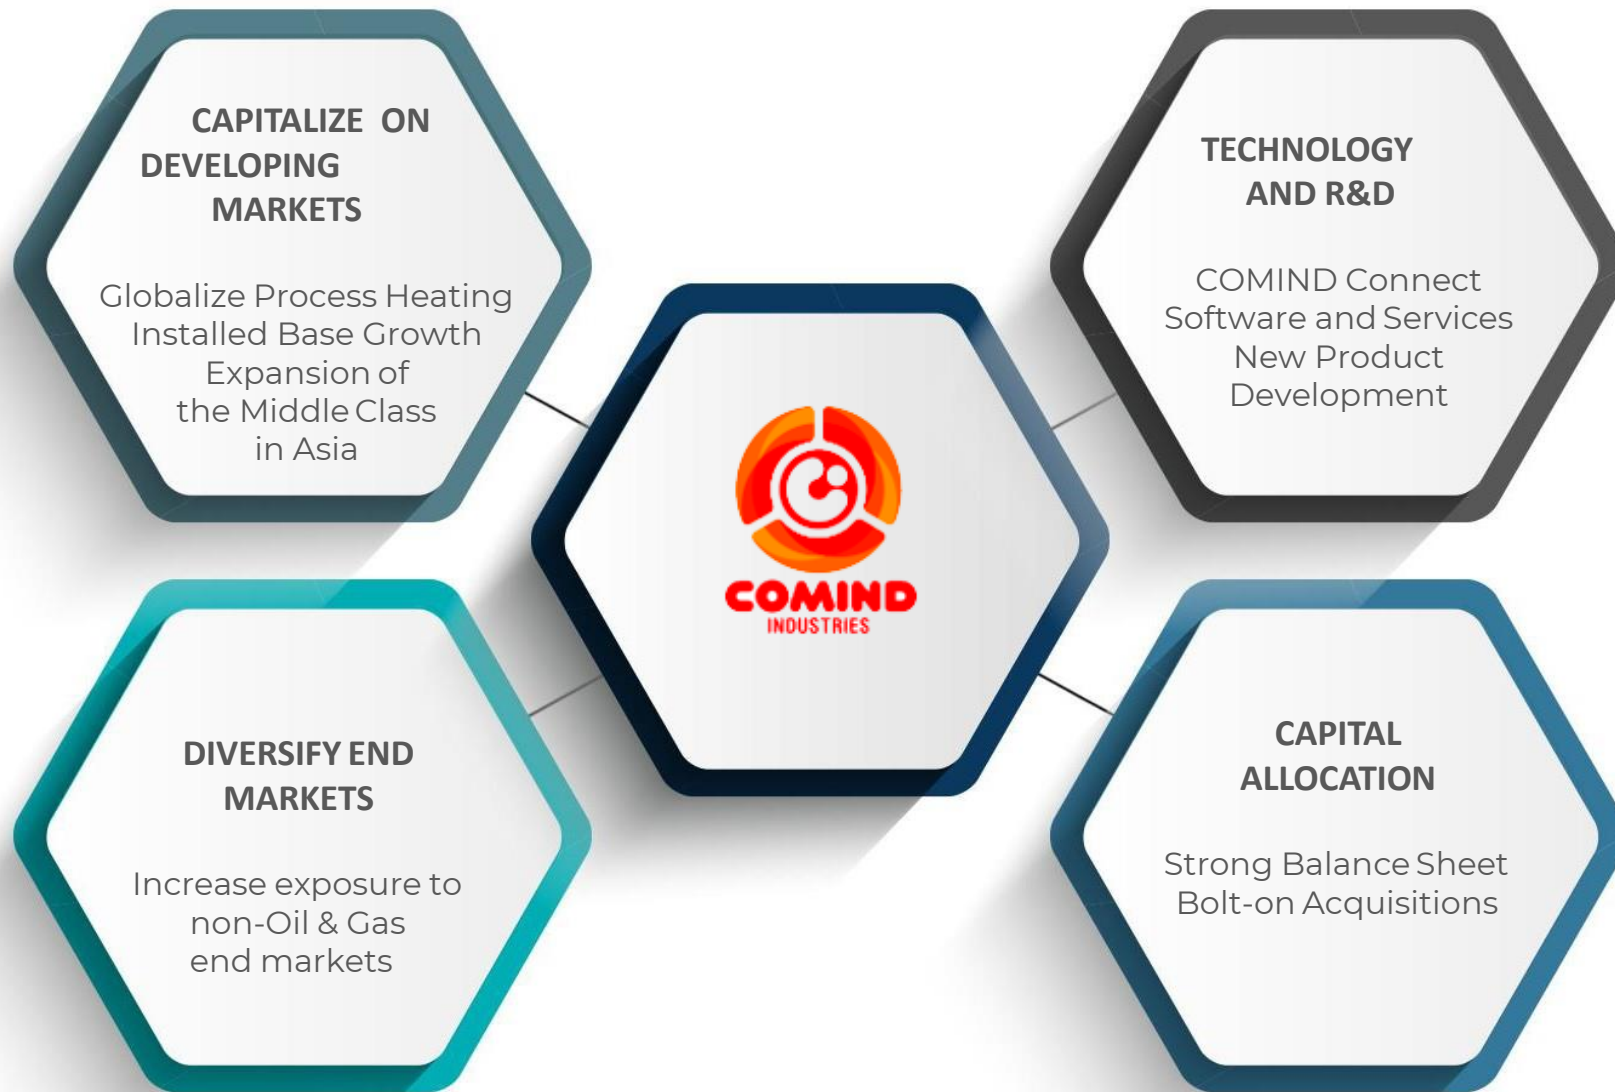 CAPITALIZE ON
DEVELOPING
MARKETS
Globalize Process Heating
Installed Base Growth
Expansion of
the Middle Class
in Asia
TECHNOLOGY
AND R&D
COMIND Connect
Software and Services
New Product
Development
COMIND
INDUSTRIES
DIVERSIFY END
MARKETS
Increase exposure to
non-Oil & Gas
end markets
CAPITAL
ALLOCATION
Strong Balance Sheet
Bolt-on Acquisitions